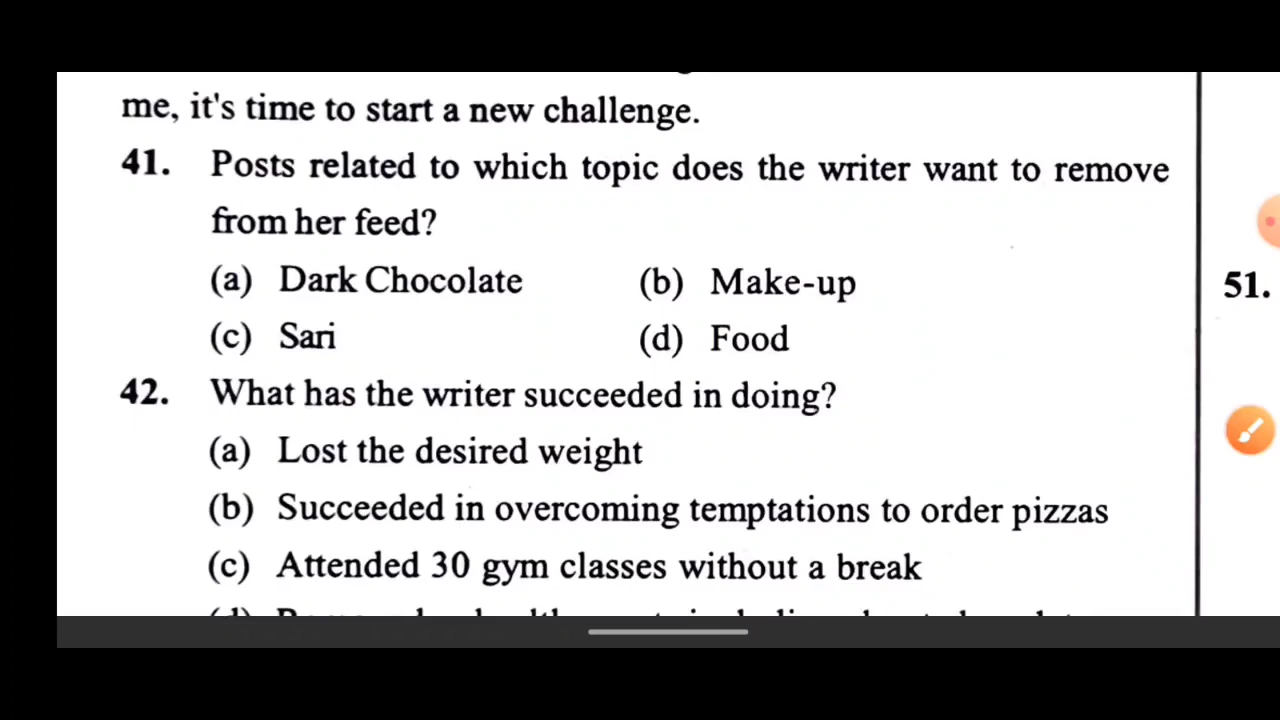 me, it's time to start a new challenge.
41. Posts related to which topic does the writer want to remove
from her feed?
(a) Dark Chocolate (b) Make-up
(c) Sari (d) Food
42. What has the writer succeeded in doing?
(a) Lost the desired weight
(b) Succeeded in overcoming temptations to order pizzas
(c) Attended 30 gym classes without a break
51.